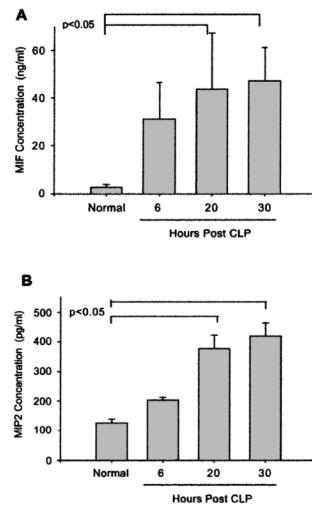 A
p<0.05
60
40
20
0
MIF Concentration (ng/ml)
Normal 6 20 30
Hours Post CLP
B
p<0.05
500
400
300
200
100
0
MIP2 Concentration (pg/ml)
Normal 6 20 30
Hours Post CLP